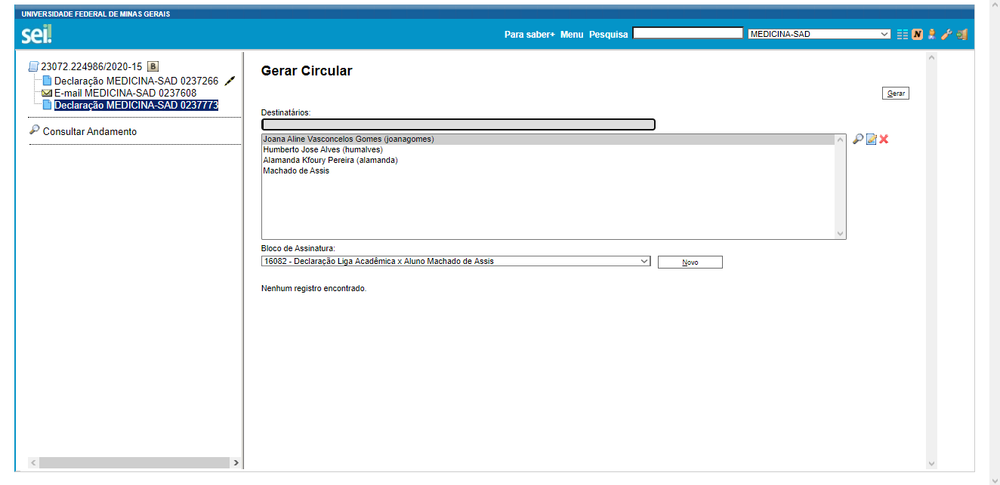 UNIVERSIDADE FEDERAL DE MINAS GERAIS
sei!
Para saber+ Menu Pesquisa MEDICINA-SAD N
23072.224986/2020-15 B
Declaração MEDICINA-SAD 0237266
E-mail MEDICINA-SAD 0237608
Declaração MEDICINA-SAD 0237773
Consultar Andamento
Gerar Circular
Gerar
Destinatários:
Joana Aline Vasconcelos Gomes (joanagomes)
Humberto Jose Alves (humalves)
Alamanda Kfoury Pereira (alamanda)
Machado de Assis
Bloco de Assinatura:
16082 - Declaração Liga Acadêmica x Aluno Machado de Assis
Novo
Nenhum registro encontrado.